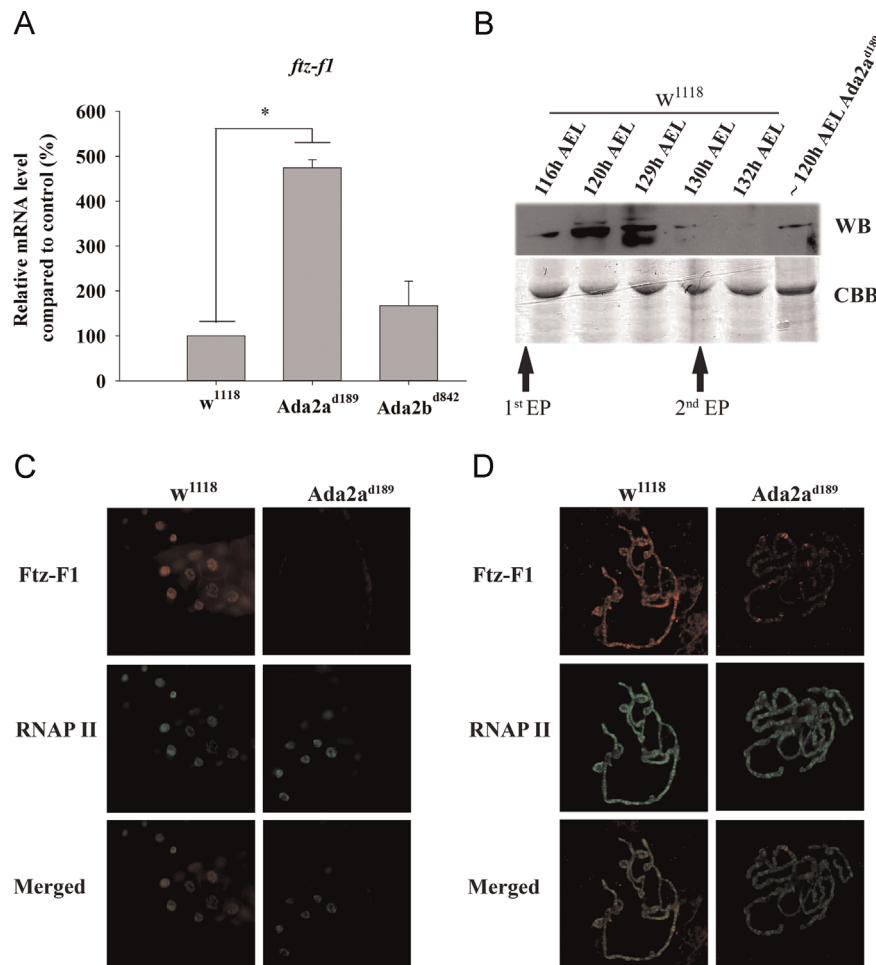 A
ftz-f1
Relative mRNA level
compared to control (%)
600
500
400
300
200
100
0
*
w1118
Ada2ad189
Ada2bd842
B
w1118
116h AEL
120h AEL
129h AEL
130h AEL
132h AEL
~ 120h AEL Ada2ad189
WB
CBB
1st EP
2nd EP
C
w1118
Ada2ad189
Ftz-F1
RNAP II
Merged
D
w1118
Ada2ad189
Ftz-F1
RNAP II
Merged